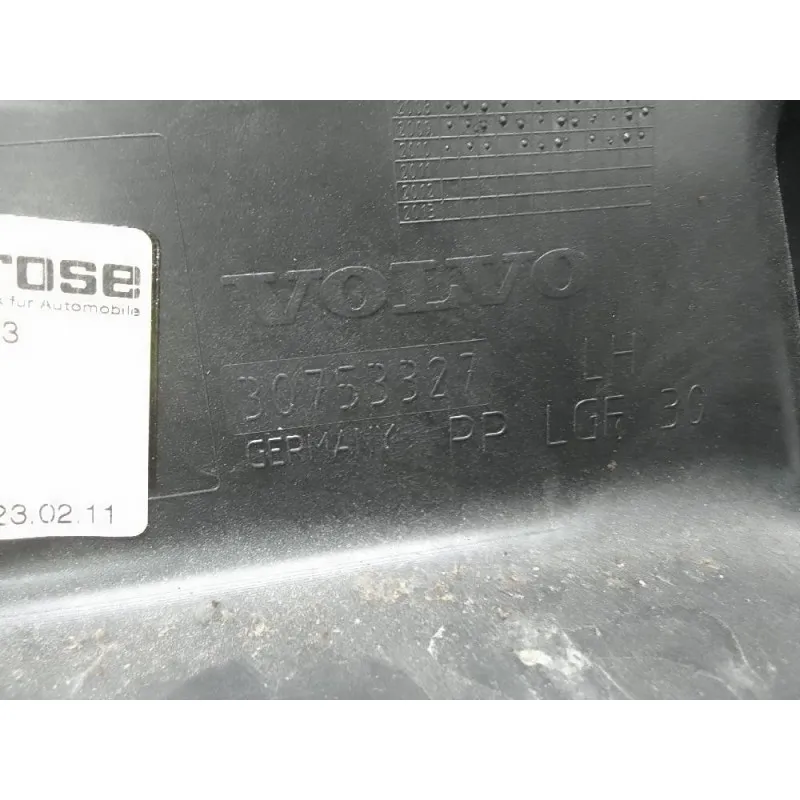 2008
2009
2010
2011
2012
2013
rose
für Automobile
3
VOLVO
30753327 LH
GERMANY PP LGF 30
23.02.11